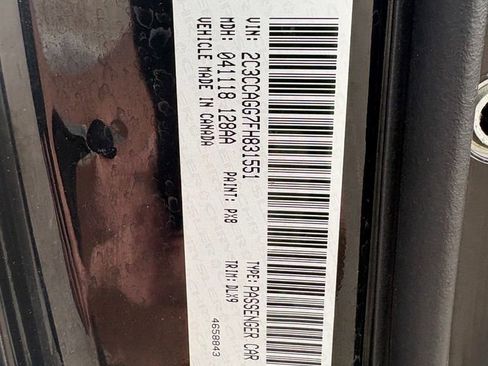 VIN: 2C3CCAGG7FH831551 TYPE: PASSENGER CAR
MDH: 041118 128AA PAINT: PX8 TRIM: DLX9
VEHICLE MADE IN CANADA 4658843